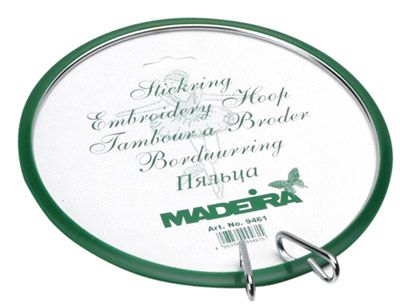 Stickring
Embroidery Hoop
Tambour a Broder
Borduurring
Пяльца
MADEIRA
Art. No. 9461